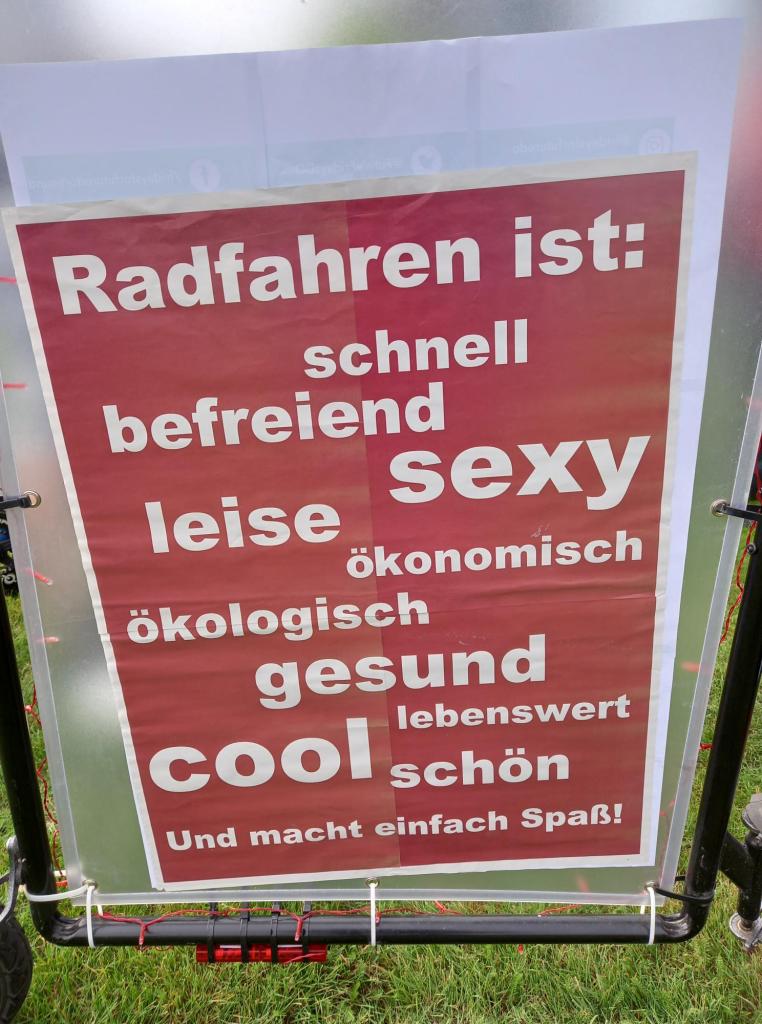 Radfahren ist:
schnell
befreiend
sexy
leise
ökonomisch
ökologisch
gesund
lebenswert
cool
schön
Und macht einfach Spaß!